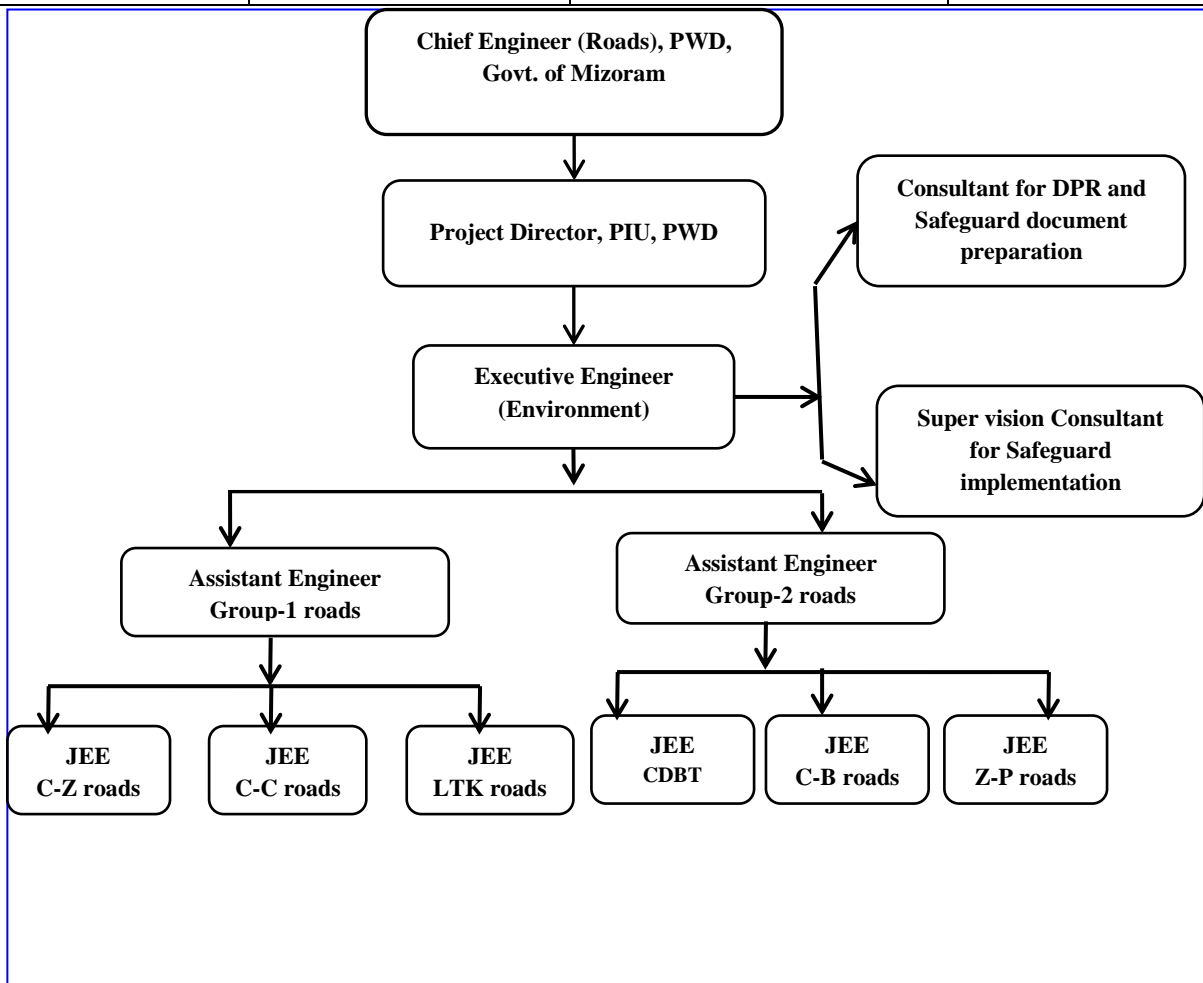 Chief Engineer (Roads), PWD,
Govt. of Mizoram
Project Director, PIU, PWD
Consultant for DPR and
Safeguard document
preparation
Executive Engineer
(Environment)
Super vision Consultant
for Safeguard
implementation
Assistant Engineer
Group-1 roads
Assistant Engineer
Group-2 roads
JEE
C-Z roads
JEE
C-C roads
JEE
LTK roads
JEE
CDBT
JEE
C-B roads
JEE
Z-P roads